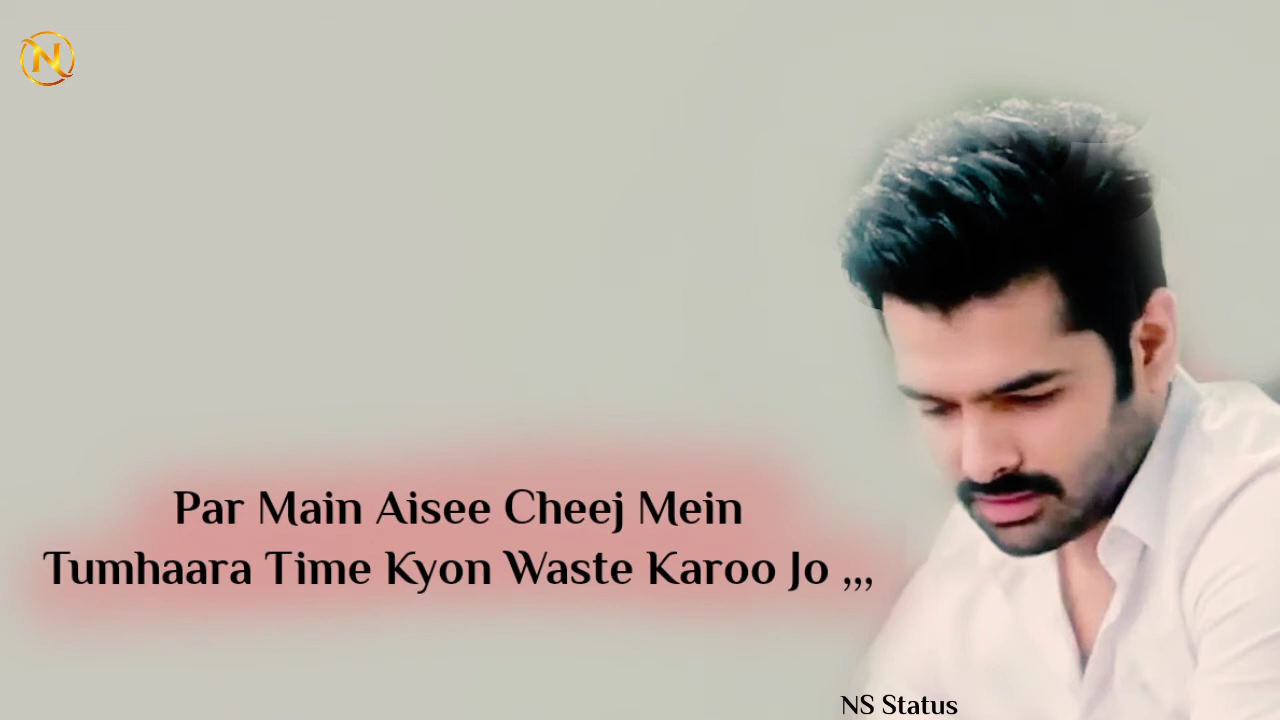 N
Par Main Aisee Cheej Mein
Tumhaara Time Kyon Waste Karoo Jo ,,,
NS Status